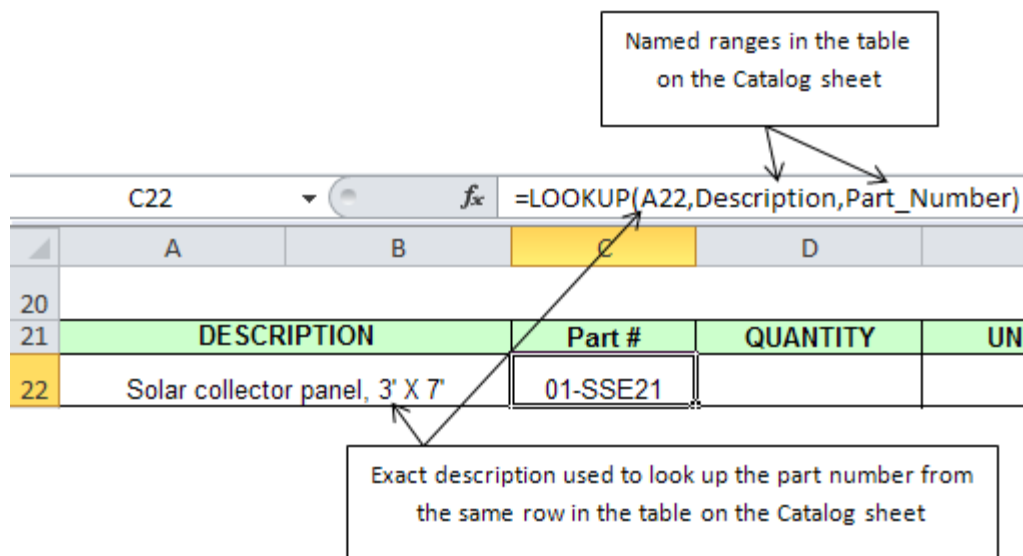 Named ranges in the table
on the Catalog sheet
C22 fx =LOOKUP(A22,Description,Part_Number)
A B C D
20
21 DESCRIPTION Part # QUANTITY UN
22 Solar collector panel, 3' X 7' 01-SSE21
Exact description used to look up the part number from
the same row in the table on the Catalog sheet